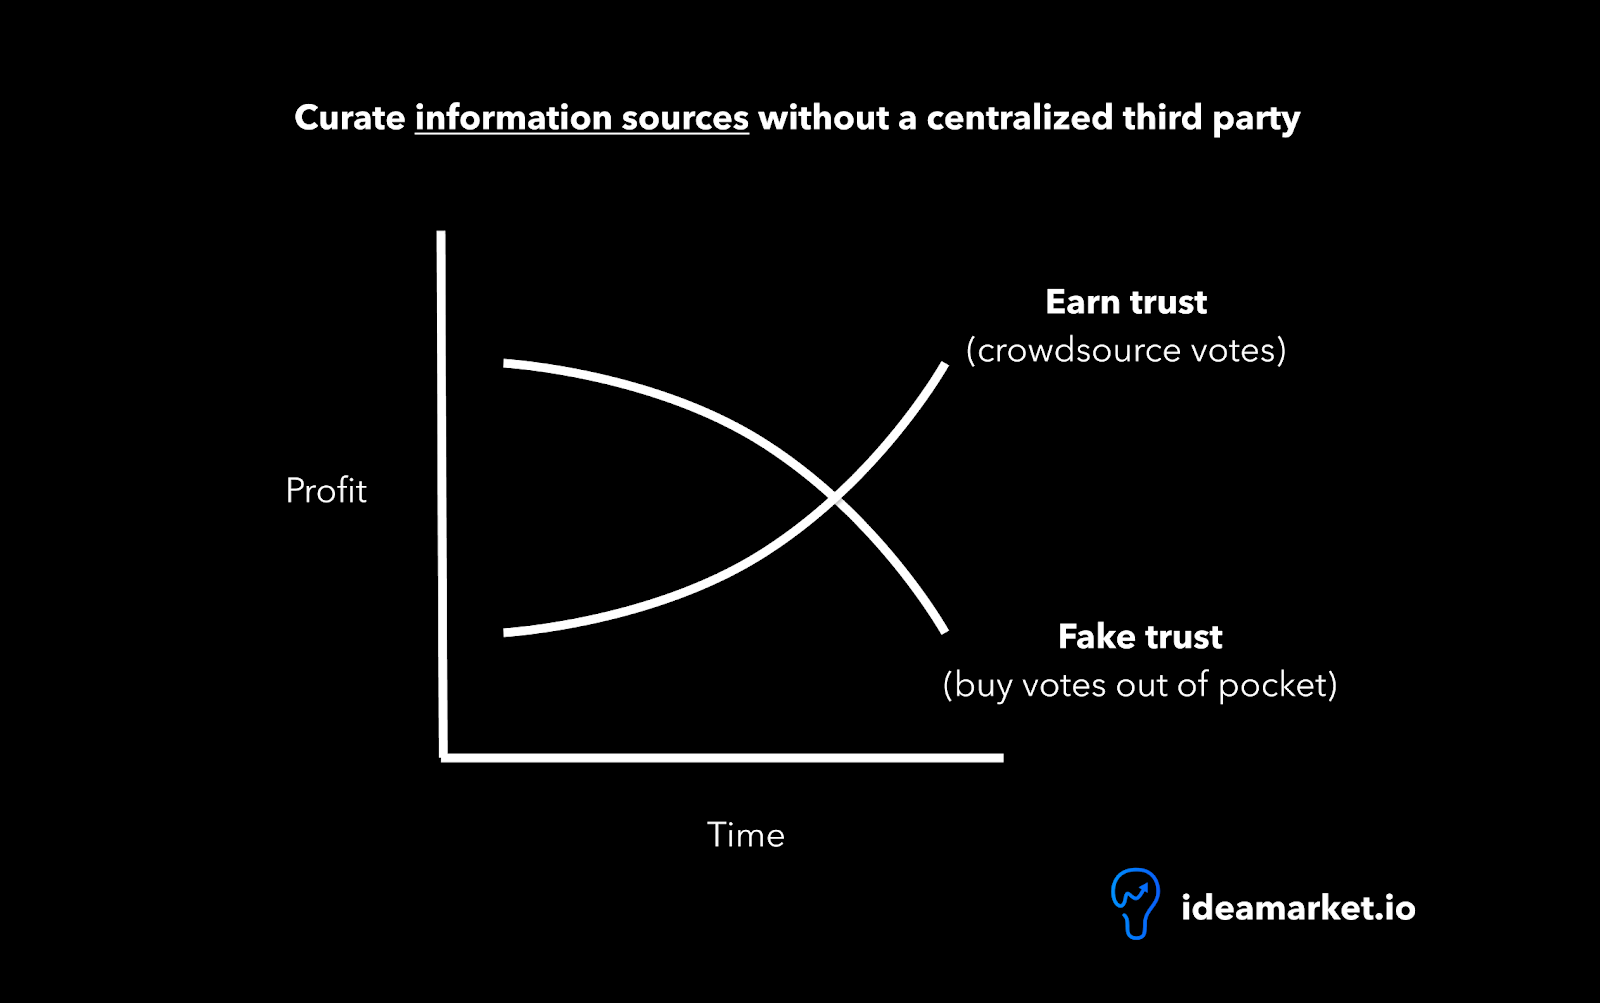 Curate information sources without a centralized third party
Earn trust
(crowdsource votes)
Profit
Fake trust
(buy votes out of pocket)
Time
ideamarket.io